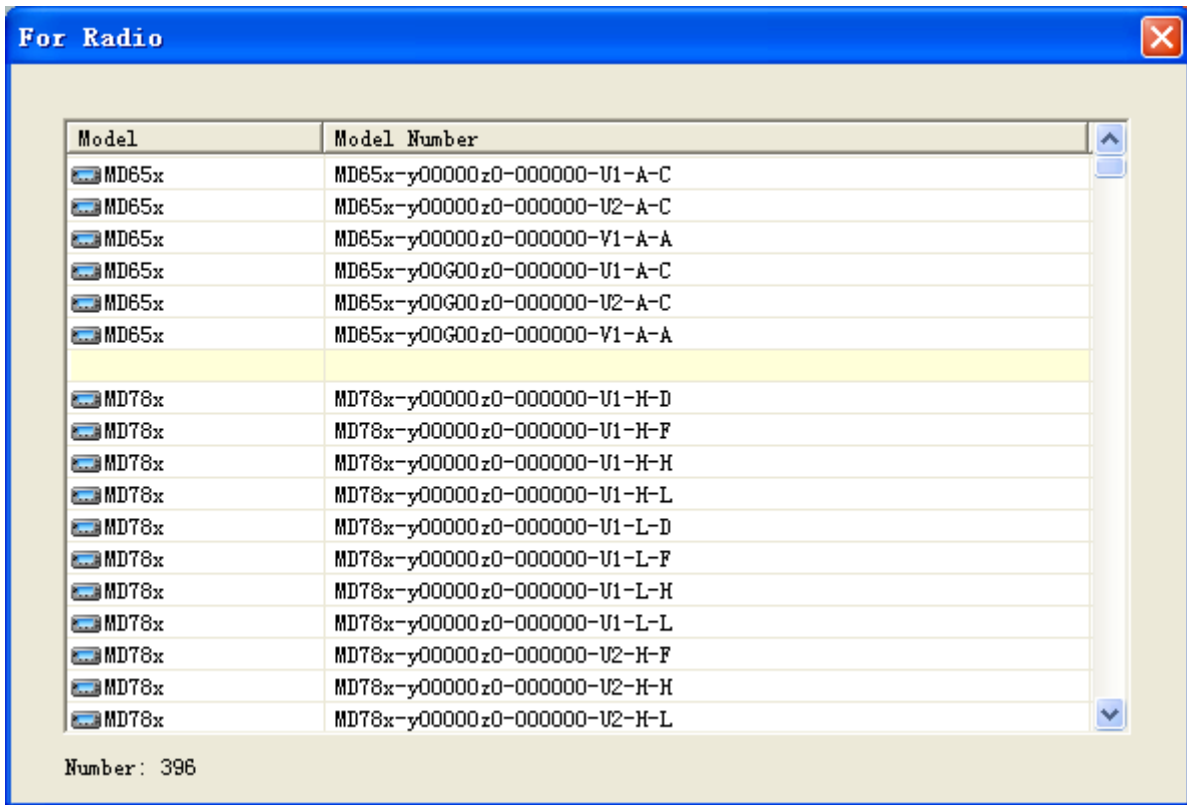 For Radio
Model Model Number
MD65x MD65x-y00000z0-000000-U1-A-C
MD65x MD65x-y00000z0-000000-U2-A-C
MD65x MD65x-y00000z0-000000-V1-A-A
MD65x MD65x-y00G00z0-000000-U1-A-C
MD65x MD65x-y00G00z0-000000-U2-A-C
MD65x MD65x-y00G00z0-000000-V1-A-A
MD78x MD78x-y00000z0-000000-U1-H-D
MD78x MD78x-y00000z0-000000-U1-H-F
MD78x MD78x-y00000z0-000000-U1-H-H
MD78x MD78x-y00000z0-000000-U1-H-L
MD78x MD78x-y00000z0-000000-U1-L-D
MD78x MD78x-y00000z0-000000-U1-L-F
MD78x MD78x-y00000z0-000000-U1-L-H
MD78x MD78x-y00000z0-000000-U1-L-L
MD78x MD78x-y00000z0-000000-U2-H-F
MD78x MD78x-y00000z0-000000-U2-H-H
MD78x MD78x-y00000z0-000000-U2-H-L
Number: 396